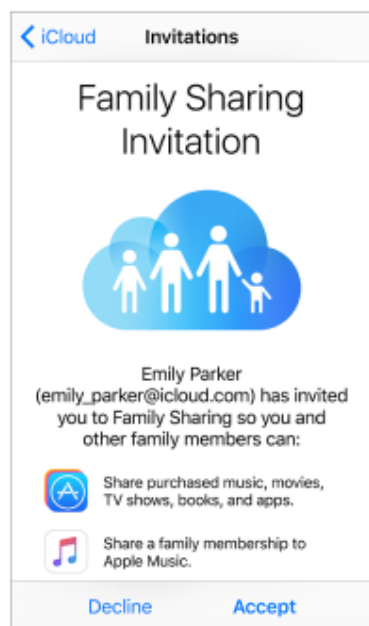 iCloud Invitations
Family Sharing
Invitation
Emily Parker
(emily_parker@icloud.com) has invited
you to Family Sharing so you and
other family members can:
Share purchased music, movies,
TV shows, books, and apps.
Share a family membership to
Apple Music.
Decline Accept